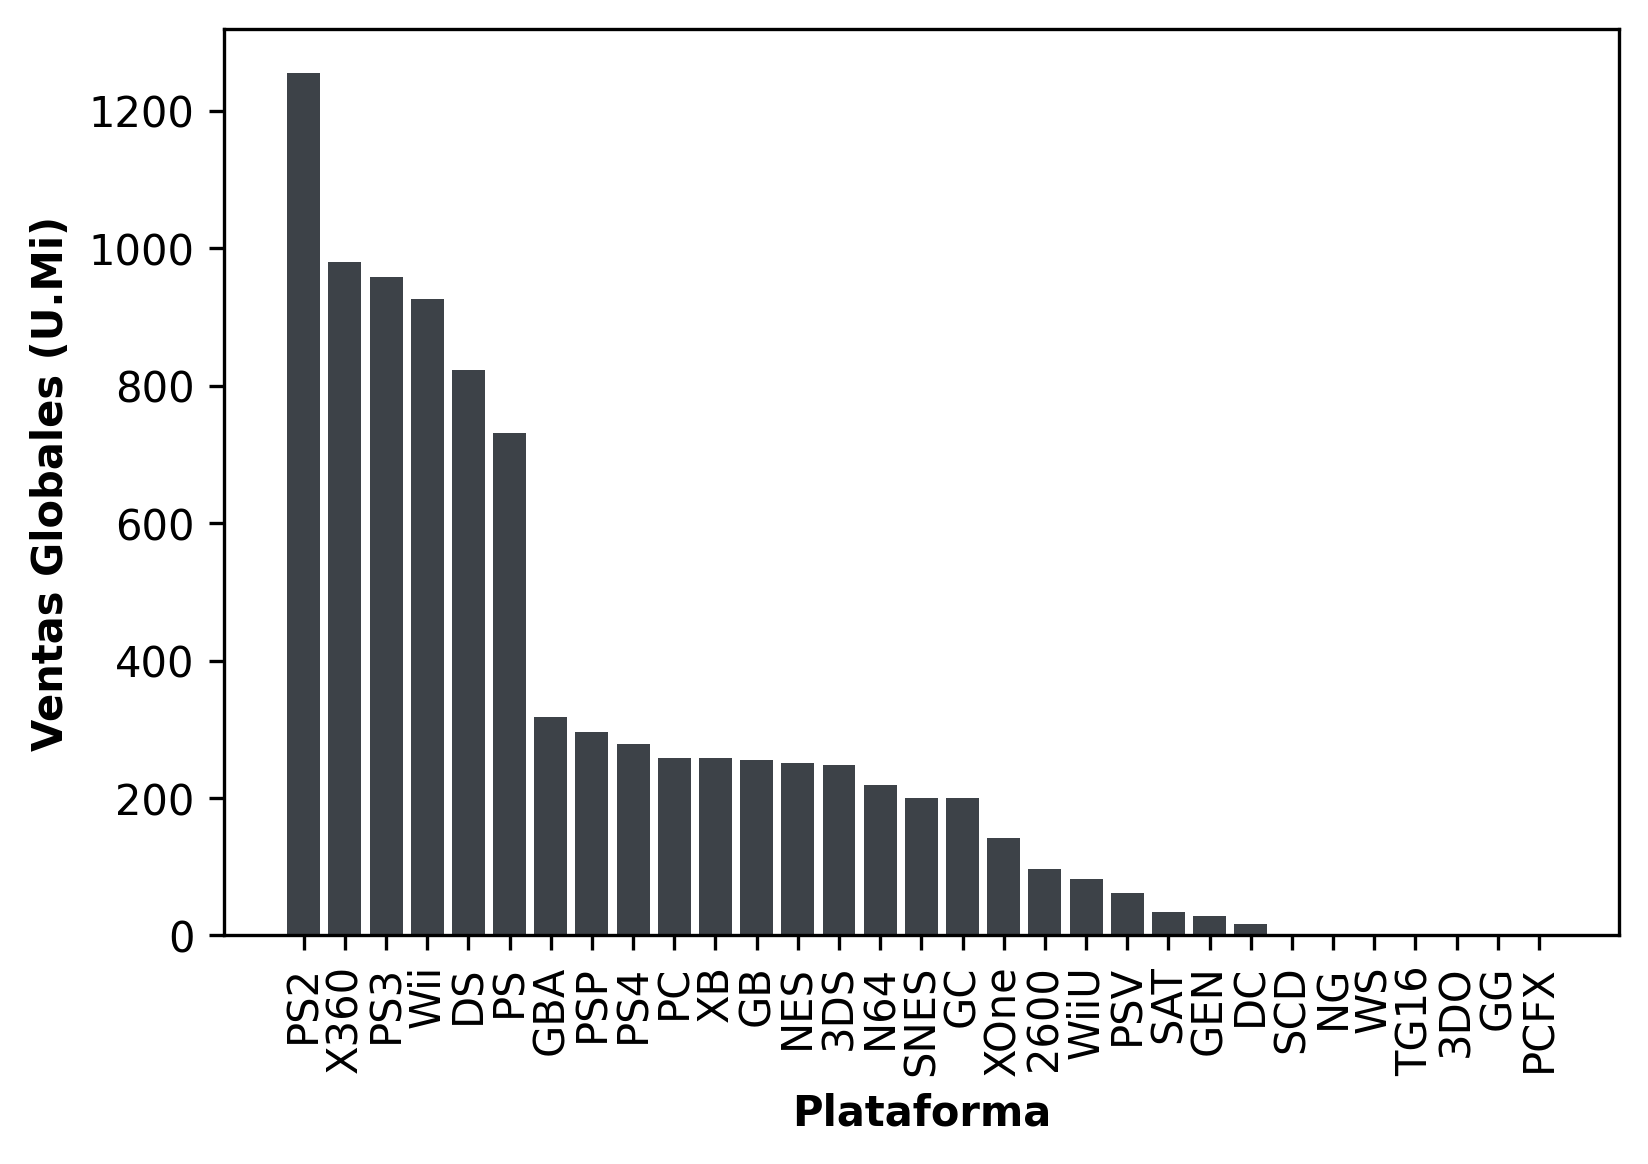 Ventas Globales (U.Mi)
1200
1000
800
600
400
200
0
PS2
X360
PS3
Wii
DS
PS
GBA
PSP
PS4
PC
XB
GB
NES
3DS
N64
SNES
GC
XOne
2600
WiiU
PSV
SAT
GEN
DC
SCD
NG
WS
TG16
3DO
GG
PCFX
Plataforma